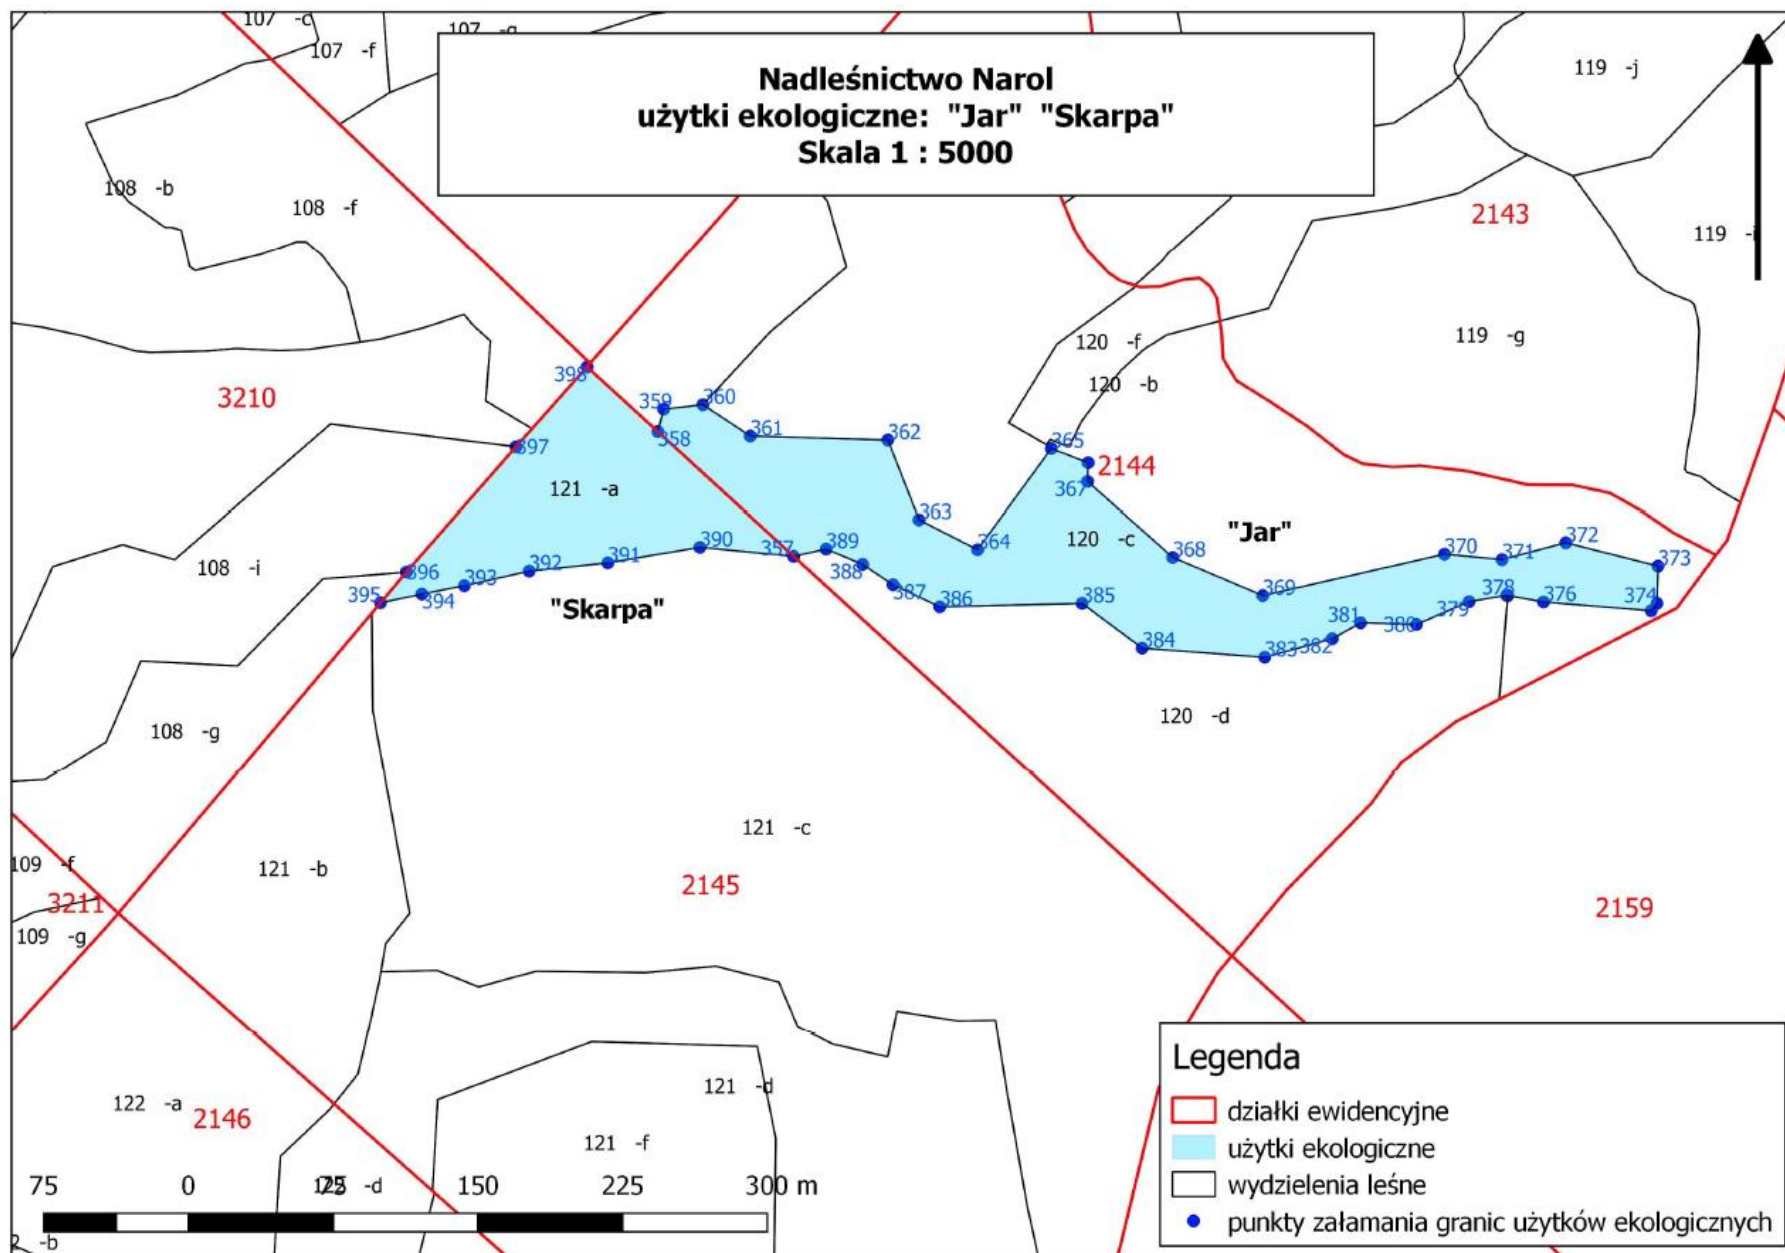 107 -c
107 -f
107 -g
Nadleśnictwo Narol
użytki ekologiczne: "Jar" "Skarpa"
Skala 1 : 5000
119 -j
108 -b
108 -f
2143
119 -i
120 -f
119 -g
120 -b
398
3210
359
360
358
361
362
365
397
2144
367
121 -a
363
364
120 -c
"Jar"
368
370
371
372
373
357
389
390
388
391
392
396
108 -i
393
395
394
"Skarpa"
387
386
385
369
381
380
379
378
376
374
384
383
382
108 -g
120 -d
121 -c
109 -f
121 -b
2145
3211
2159
109 -g
121 -d
122 -a
2146
121 -f
75 0 75 150 225 300 m
122 -d
2 -b
Legenda
działki ewidencyjne
użytki ekologiczne
wydzielenia leśne
punkty załamania granic użytków ekologicznych